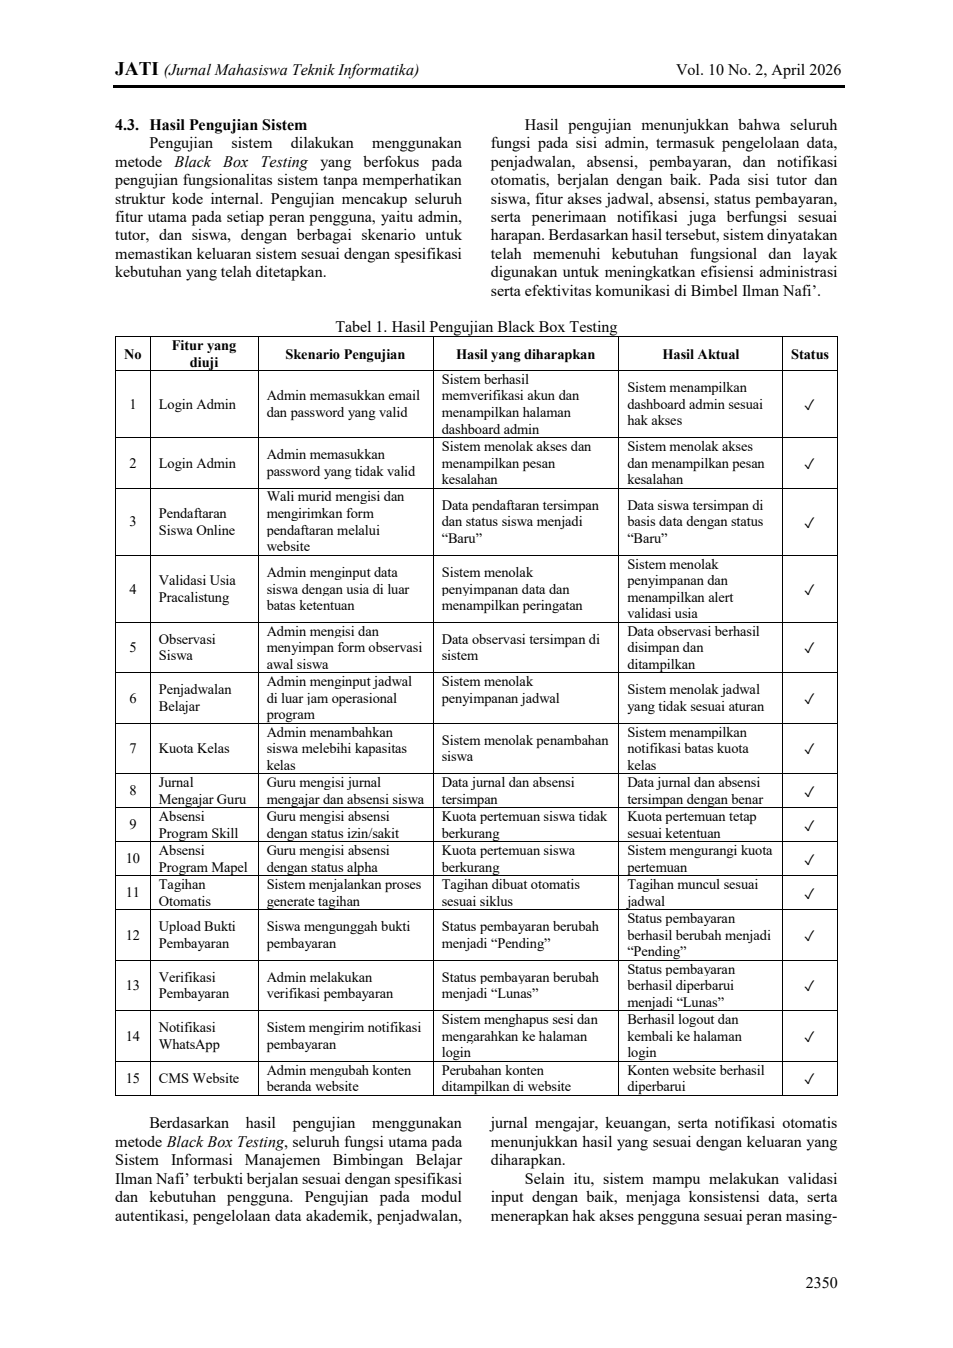 JATI (Jurnal Mahasiswa Teknik Informatika)
Vol. 10 No. 2, April 2026
4.3. Hasil Pengujian Sistem
Pengujian sistem dilakukan menggunakan
metode Black Box Testing yang berfokus pada
pengujian fungsionalitas sistem tanpa memperhatikan
struktur kode internal. Pengujian mencakup seluruh
fitur utama pada setiap peran pengguna, yaitu admin,
tutor, dan siswa, dengan berbagai skenario untuk
memastikan keluaran sistem sesuai dengan spesifikasi
kebutuhan yang telah ditetapkan.
Hasil pengujian menunjukkan bahwa seluruh
fungsi pada sisi admin, termasuk pengelolaan data,
penjadwalan, absensi, pembayaran, dan notifikasi
otomatis, berjalan dengan baik. Pada sisi tutor dan
siswa, fitur akses jadwal, absensi, status pembayaran,
serta penerimaan notifikasi juga berfungsi sesuai
harapan. Berdasarkan hasil tersebut, sistem dinyatakan
telah memenuhi kebutuhan fungsional dan layak
digunakan untuk meningkatkan efisiensi administrasi
serta efektivitas komunikasi di Bimbel Ilman Nafi’.
Tabel 1. Hasil Pengujian Black Box Testing
No
Fitur yang
diuji
Skenario Pengujian
Hasil yang diharapkan
Hasil Aktual
Status
1
Login Admin
Admin memasukkan email
dan password yang valid
Sistem berhasil
memverifikasi akun dan
menampilkan halaman
dashboard admin
Sistem menampilkan
dashboard admin sesuai
hak akses
✓
2
Login Admin
Admin memasukkan
password yang tidak valid
Sistem menolak akses dan
menampilkan pesan
kesalahan
Sistem menolak akses
dan menampilkan pesan
kesalahan
✓
3
Pendaftaran
Siswa Online
Wali murid mengisi dan
mengirimkan form
pendaftaran melalui
website
Data pendaftaran tersimpan
dan status siswa menjadi
“Baru”
Data siswa tersimpan di
basis data dengan status
“Baru”
✓
4
Validasi Usia
Pracalistung
Admin menginput data
siswa dengan usia di luar
batas ketentuan
Sistem menolak
penyimpanan data dan
menampilkan peringatan
Sistem menolak
penyimpanan dan
menampilkan alert
validasi usia
✓
5
Observasi
Siswa
Admin mengisi dan
menyimpan form observasi
awal siswa
Data observasi tersimpan di
sistem
Data observasi berhasil
disimpan dan
ditampilkan
✓
6
Penjadwalan
Belajar
Admin menginput jadwal
di luar jam operasional
program
Sistem menolak
penyimpanan jadwal
Sistem menolak jadwal
yang tidak sesuai aturan
✓
7
Kuota Kelas
Admin menambahkan
siswa melebihi kapasitas
kelas
Sistem menolak penambahan
siswa
Sistem menampilkan
notifikasi batas kuota
kelas
✓
8
Jurnal
Mengajar Guru
Guru mengisi jurnal
mengajar dan absensi siswa
Data jurnal dan absensi
tersimpan
Data jurnal dan absensi
tersimpan dengan benar
✓
9
Absensi
Program Skill
Guru mengisi absensi
dengan status izin/sakit
Kuota pertemuan siswa tidak
berkurang
Kuota pertemuan tetap
sesuai ketentuan
✓
10
Absensi
Program Mapel
Guru mengisi absensi
dengan status alpha
Kuota pertemuan siswa
berkurang
Sistem mengurangi kuota
pertemuan
✓
11
Tagihan
Otomatis
Sistem menjalankan proses
generate tagihan
Tagihan dibuat otomatis
sesuai siklus
Tagihan muncul sesuai
jadwal
✓
12
Upload Bukti
Pembayaran
Siswa mengunggah bukti
pembayaran
Status pembayaran berubah
menjadi “Pending”
Status pembayaran
berhasil berubah menjadi
“Pending”
✓
13
Verifikasi
Pembayaran
Admin melakukan
verifikasi pembayaran
Status pembayaran berubah
menjadi “Lunas”
Status pembayaran
berhasil diperbarui
menjadi “Lunas”
✓
14
Notifikasi
WhatsApp
Sistem mengirim notifikasi
pembayaran
Sistem menghapus sesi dan
mengarahkan ke halaman
login
Berhasil logout dan
kembali ke halaman
login
✓
15
CMS Website
Admin mengubah konten
beranda website
Perubahan konten
ditampilkan di website
Konten website berhasil
diperbarui
✓
Berdasarkan hasil pengujian menggunakan
metode Black Box Testing, seluruh fungsi utama pada
Sistem Informasi Manajemen Bimbingan Belajar
Ilman Nafi’ terbukti berjalan sesuai dengan spesifikasi
dan kebutuhan pengguna. Pengujian pada modul
autentikasi, pengelolaan data akademik, penjadwalan,
jurnal mengajar, keuangan, serta notifikasi otomatis
menunjukkan hasil yang sesuai dengan keluaran yang
diharapkan.
Selain itu, sistem mampu melakukan validasi
input dengan baik, menjaga konsistensi data, serta
menerapkan hak akses pengguna sesuai peran masing-
2350